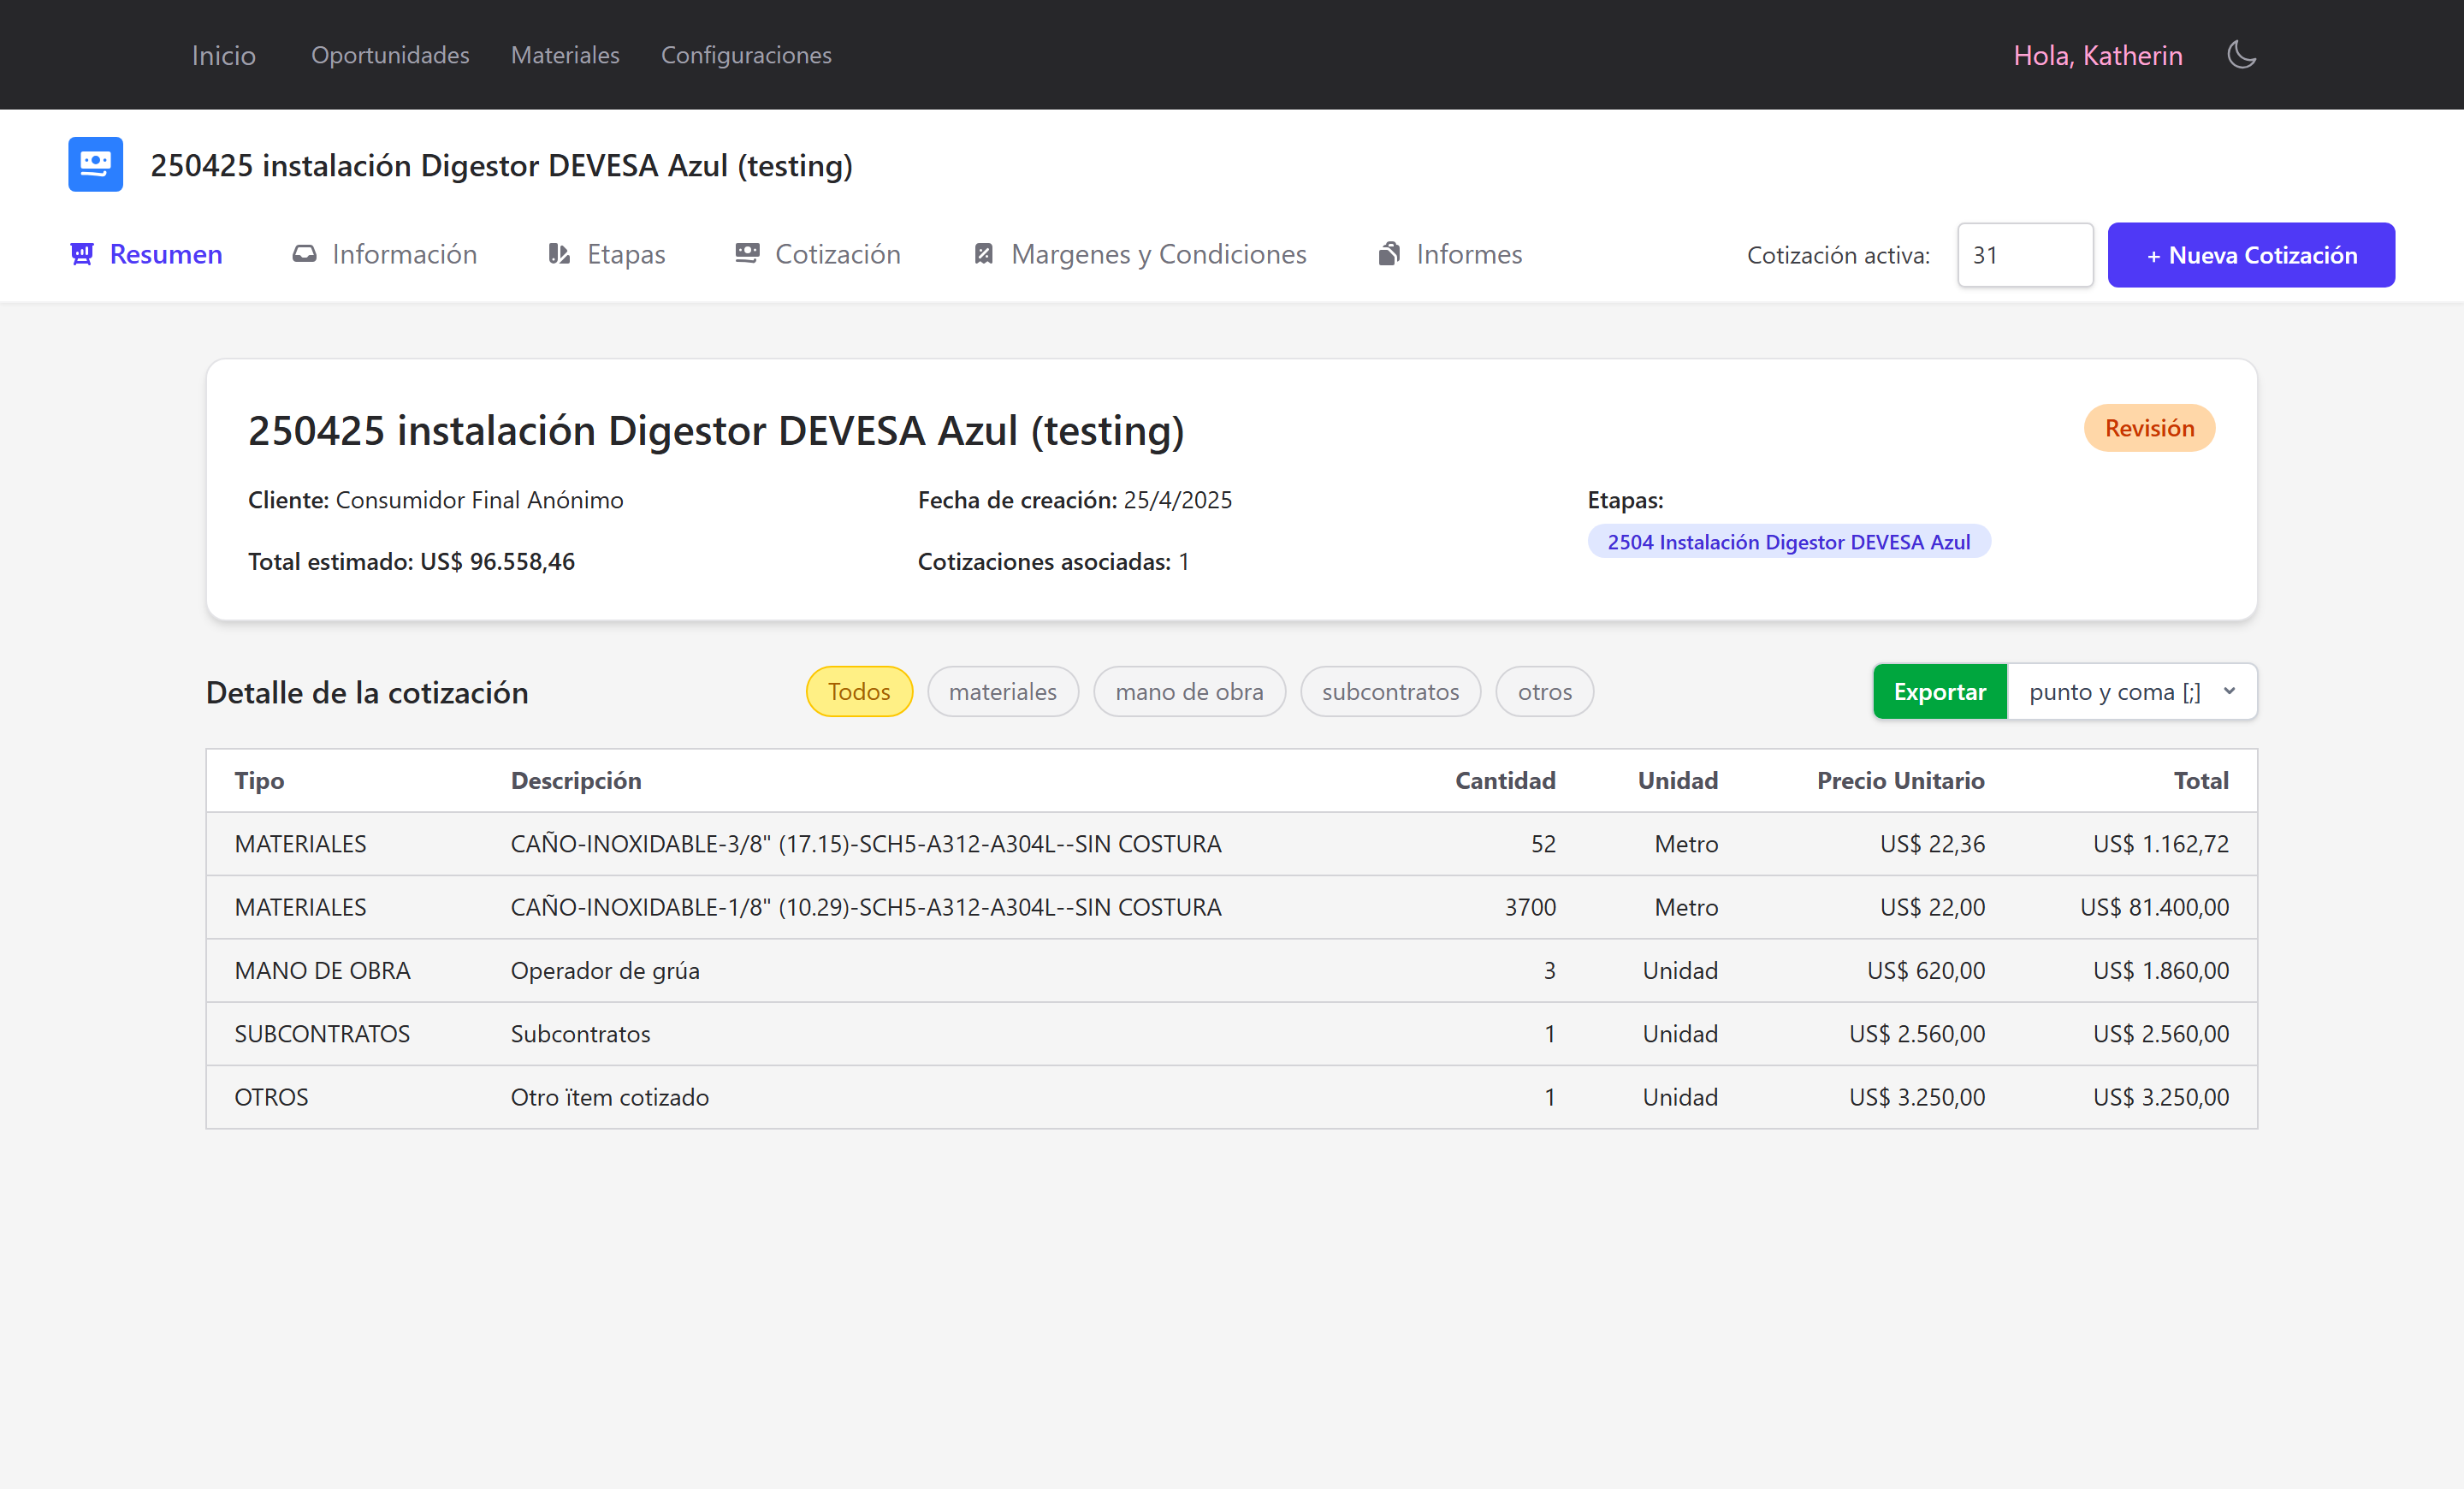 Inicio Oportunidades Materiales Configuraciones Hola, Katherin
250425 instalación Digestor DEVESA Azul (testing)
Resumen Información Etapas Cotización Margenes y Condiciones Informes Cotización activa: 31 + Nueva Cotización
250425 instalación Digestor DEVESA Azul (testing) Revisión
Cliente: Consumidor Final Anónimo Fecha de creación: 25/4/2025 Etapas:
2504 Instalación Digestor DEVESA Azul
Total estimado: US$ 96.558,46 Cotizaciones asociadas: 1
Detalle de la cotización Todos materiales mano de obra subcontratos otros Exportar punto y coma [;]
Tipo Descripción Cantidad Unidad Precio Unitario Total
MATERIALES CAÑO-INOXIDABLE-3/8" (17.15)-SCH5-A312-A304L--SIN COSTURA 52 Metro US$ 22,36 US$ 1.162,72
MATERIALES CAÑO-INOXIDABLE-1/8" (10.29)-SCH5-A312-A304L--SIN COSTURA 3700 Metro US$ 22,00 US$ 81.400,00
MANO DE OBRA Operador de grúa 3 Unidad US$ 620,00 US$ 1.860,00
SUBCONTRATOS Subcontratos 1 Unidad US$ 2.560,00 US$ 2.560,00
OTROS Otro ïtem cotizado 1 Unidad US$ 3.250,00 US$ 3.250,00